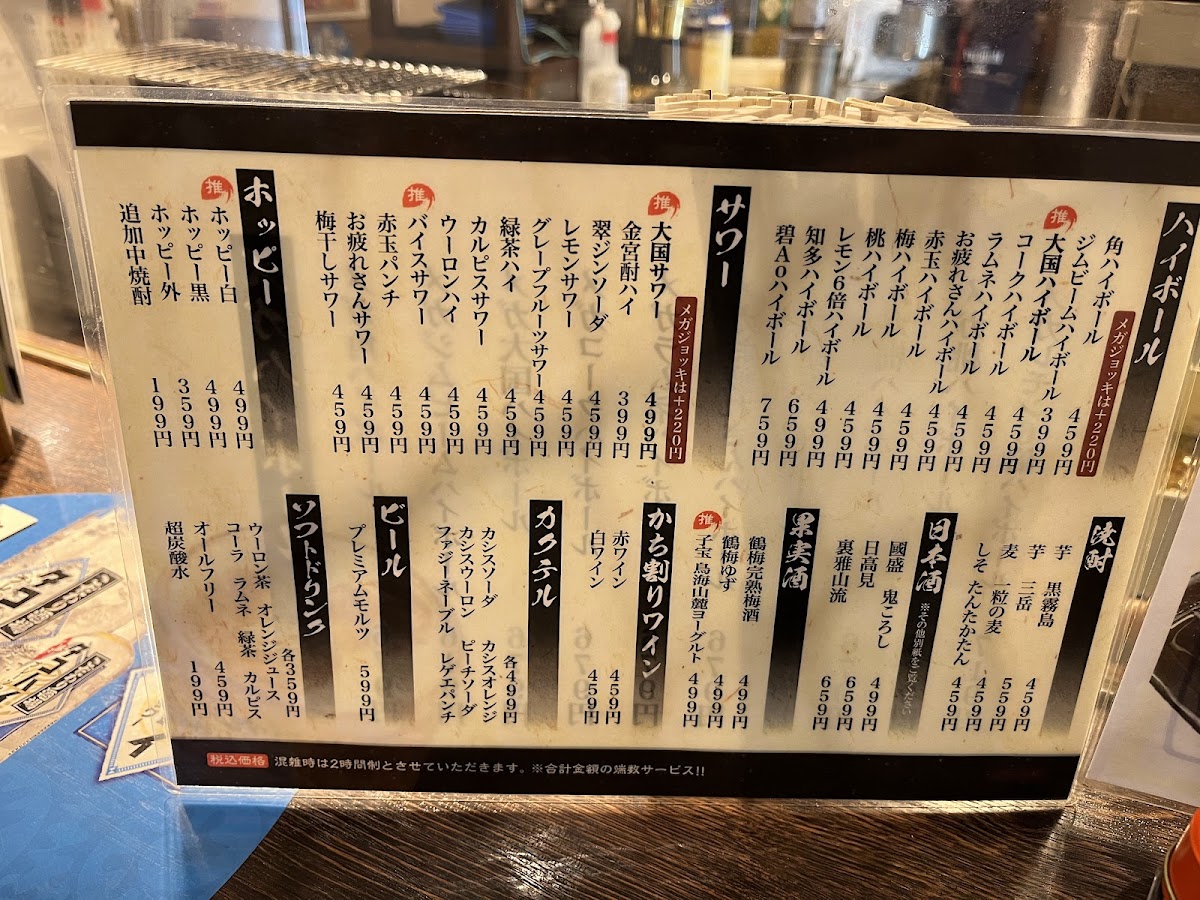 ハイボール
メガジョッキは+220円
角ハイボール 459円
ジムビームハイボール 399円
推 大国ハイボール 459円
コークハイボール 459円
ラムネハイボール 459円
お疲れさんハイボール 459円
赤玉ハイボール 459円
梅ハイボール 459円
桃ハイボール 459円
レモン6倍ハイボール 499円
知多ハイボール 659円
碧Aoハイボール 759円
サワー
メガジョッキは+220円
推 大国サワー 499円
金宮酎ハイ 399円
翠ジンソーダ 459円
レモンサワー 459円
グレープフルーツサワー 459円
緑茶ハイ 459円
カルピスサワー 459円
ウーロンハイ 459円
推 バイスサワー 459円
赤玉パンチ 459円
お疲れさんサワー 459円
梅干しサワー 459円
ホッピー
推 ホッピー白 499円
ホッピー黒 499円
ホッピー外 359円
追加中焼酎 199円
焼酎
芋 黒霧島 459円
芋 三岳 559円
麦 一粒の麦 459円
しそ たんたかたん 459円
日本酒 ※その他別紙をご覧ください
國盛 鬼ころし 499円
日高見 659円
裏雅山流 659円
果実酒
鶴梅完熟梅酒 499円
鶴梅ゆず 499円
推 子宝 鳥海山麓ヨーグルト 499円
かち割りワイン
赤ワイン 459円
白ワイン 459円
カクテル
各499円
カシスソーダ カシスオレンジ
カシスウーロン ピーチソーダ
ファジーネーブル レゲエパンチ
ビール
プレミアムモルツ 599円
ソフトドリンク
各359円
ウーロン茶 オレンジジュース
コーラ ラムネ 緑茶 カルピス
オールフリー 459円
超炭酸水 199円
税込価格 混雑時は2時間制とさせていただきます。※合計金額の端数サービス!!